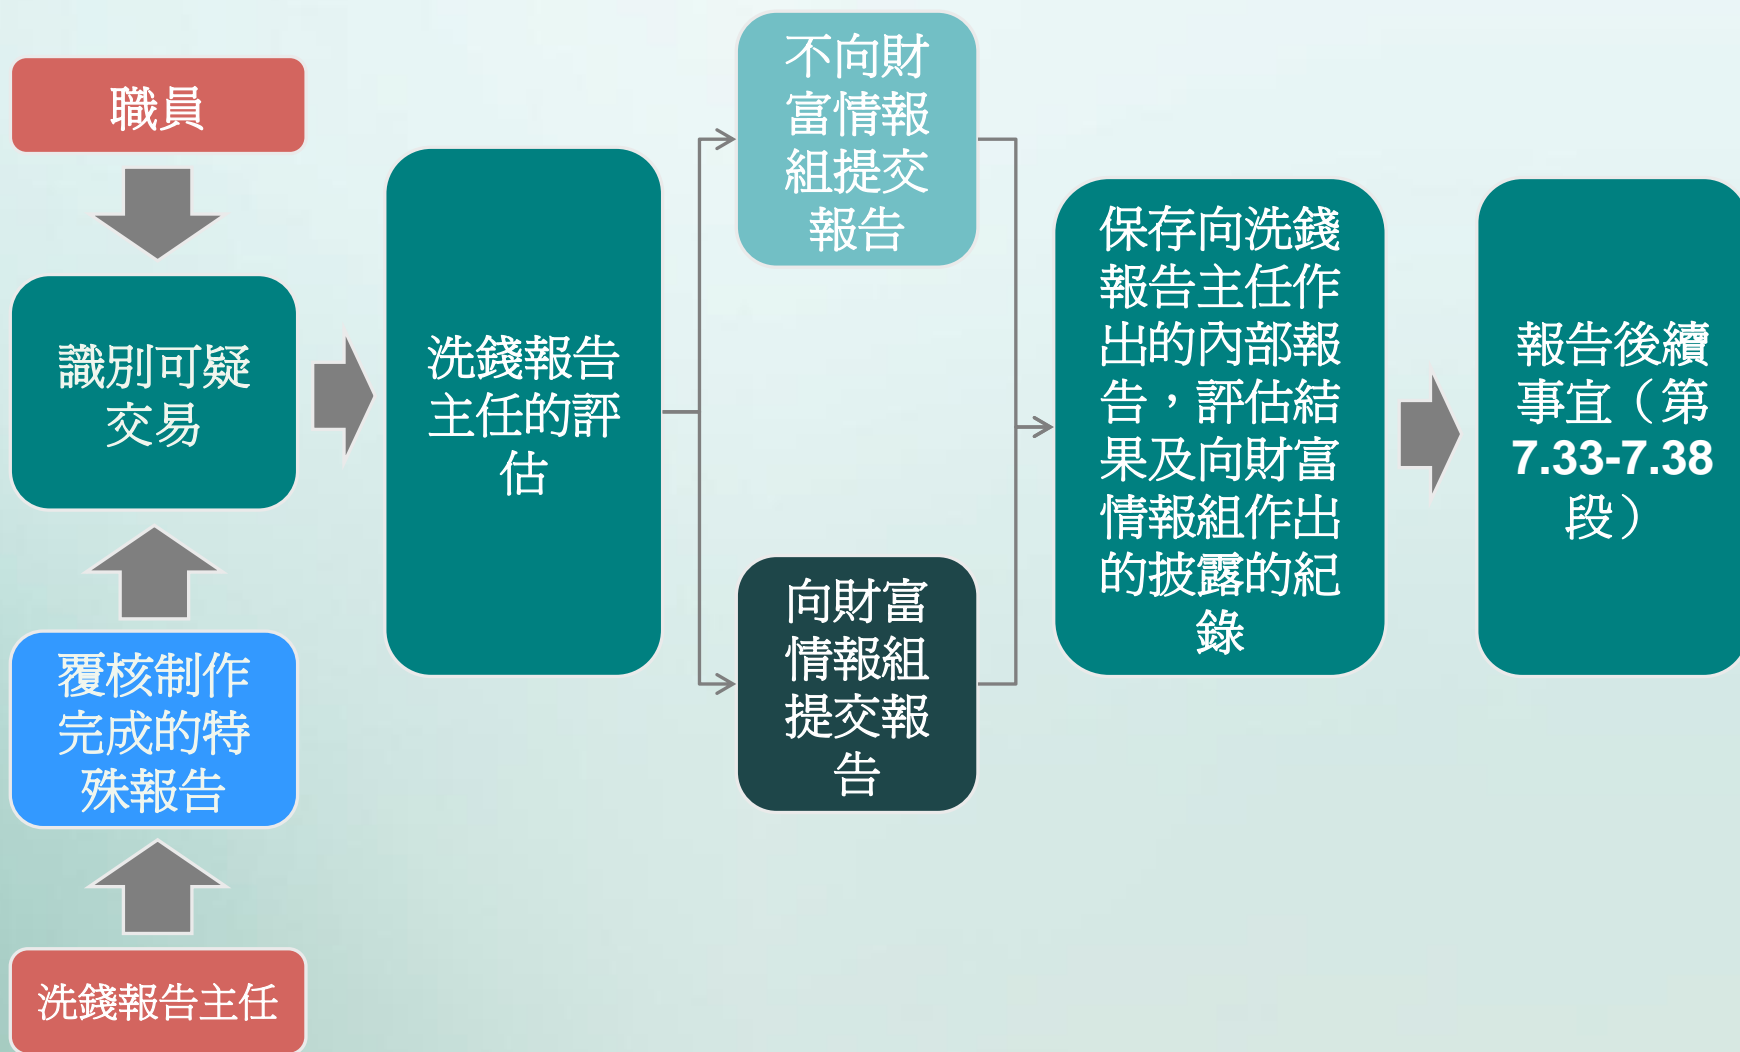 職員
識別可疑
交易
覆核制作
完成的特
殊報告
洗錢報告主任
洗錢報告
主任的評
估
不向財
富情報
組提交
報告
向財富
情報組
提交報
告
保存向洗錢
報告主任作
出的內部報
告，評估結
果及向財富
情報組作出
的披露的紀
錄
報告後續
事宜（第
7.33-7.38
段）